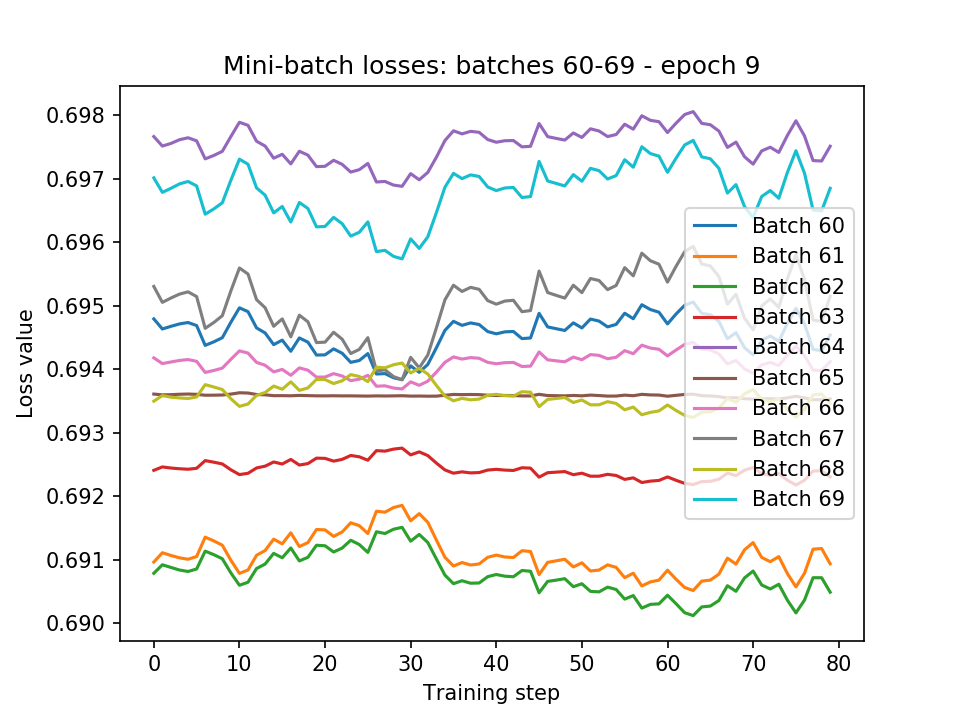 Mini-batch losses: batches 60-69 - epoch 9
Loss value
0.698
0.697
0.696
0.695
0.694
0.693
0.692
0.691
0.690
Batch 60
Batch 61
Batch 62
Batch 63
Batch 64
Batch 65
Batch 66
Batch 67
Batch 68
Batch 69
0 10 20 30 40 50 60 70 80
Training step